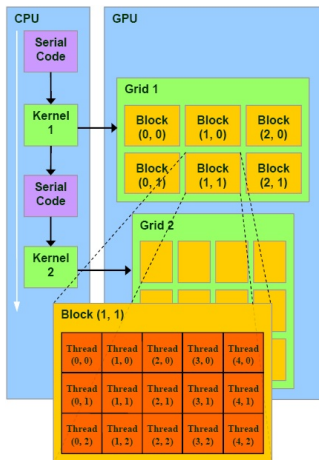 CPU
GPU
Serial
Code
Kernel
1
Serial
Code
Kernel
2
Grid 1
Block
(0, 0)
Block
(1, 0)
Block
(2, 0)
Block
(0, 1)
Block
(1, 1)
Block
(2, 1)
Grid 2
Block (1, 1)
Thread
(0, 0)
Thread
(1, 0)
Thread
(2, 0)
Thread
(3, 0)
Thread
(4, 0)
Thread
(0, 1)
Thread
(1, 1)
Thread
(2, 1)
Thread
(3, 1)
Thread
(4, 1)
Thread
(0, 2)
Thread
(1, 2)
Thread
(2, 2)
Thread
(3, 2)
Thread
(4, 2)